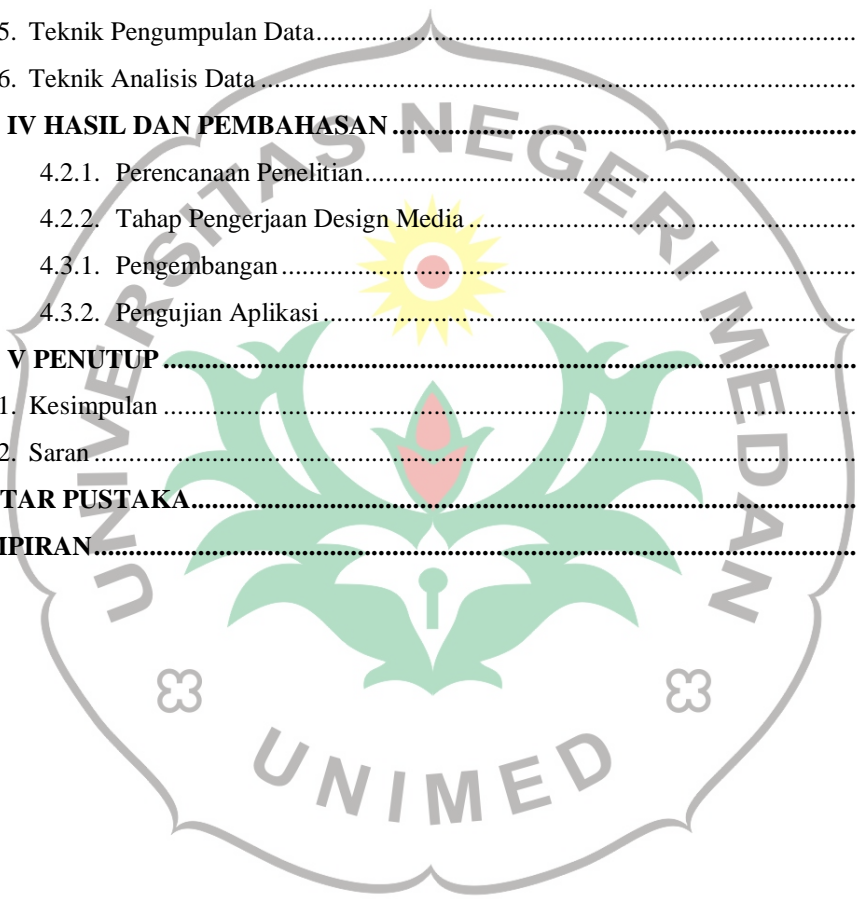 5. Teknik Pengumpulan Data
6. Teknik Analisis Data
IV HASIL DAN PEMBAHASAN
4.2.1. Perencanaan Penelitian
4.2.2. Tahap Pengerjaan Design Media
4.3.1. Pengembangan
4.3.2. Pengujian Aplikasi
V PENUTUP
1. Kesimpulan
2. Saran
TAR PUSTAKA
IPIRAN
UNIVERSITAS NEGERI MEDAN
UNIMED